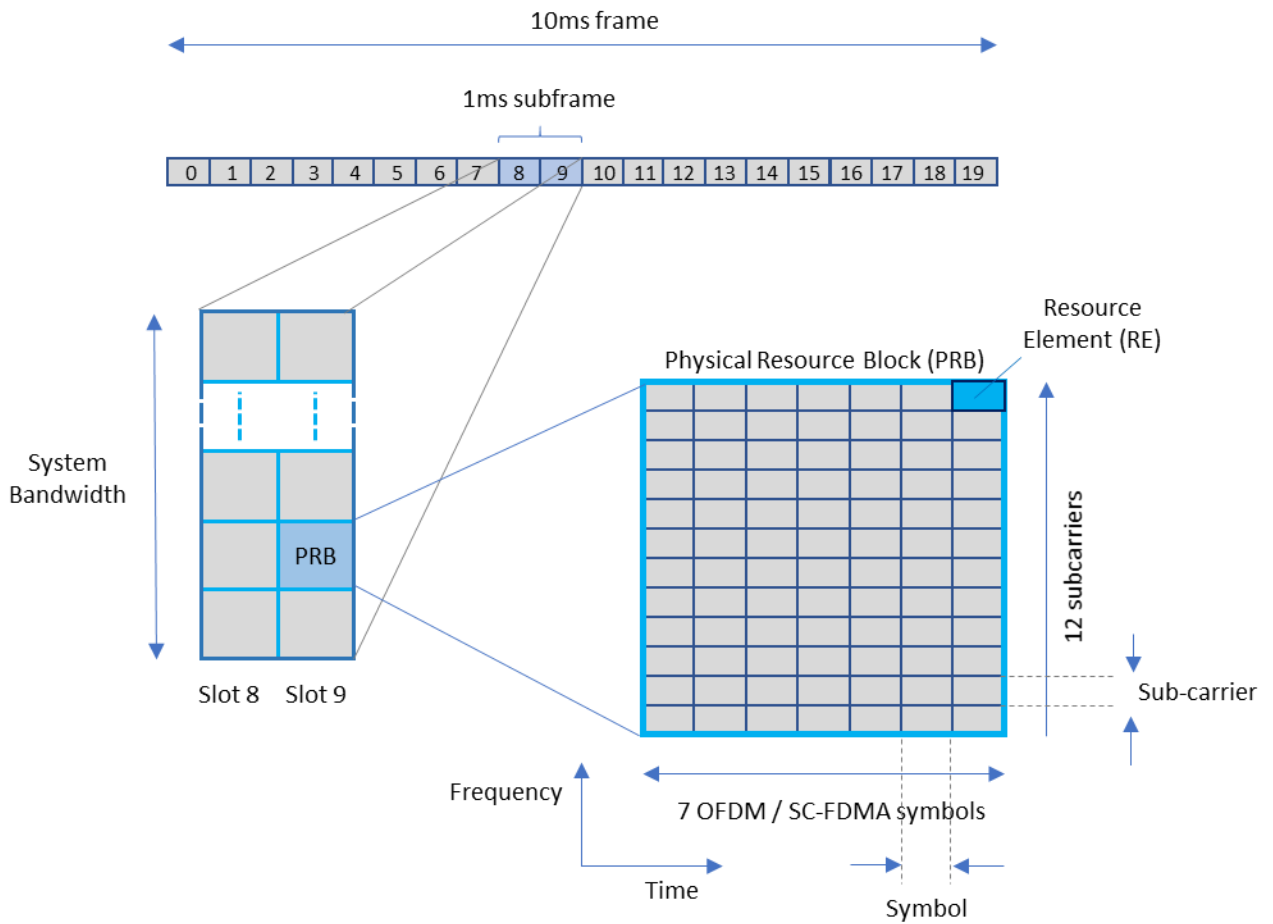 10ms frame
1ms subframe
0 1 2 3 4 5 6 7 8 9 10 11 12 13 14 15 16 17 18 19
Resource
Element (RE)
Physical Resource Block (PRB)
System
Bandwidth
PRB
12 subcarriers
Sub-carrier
Slot 8 Slot 9
Frequency
7 OFDM / SC-FDMA symbols
Time
Symbol